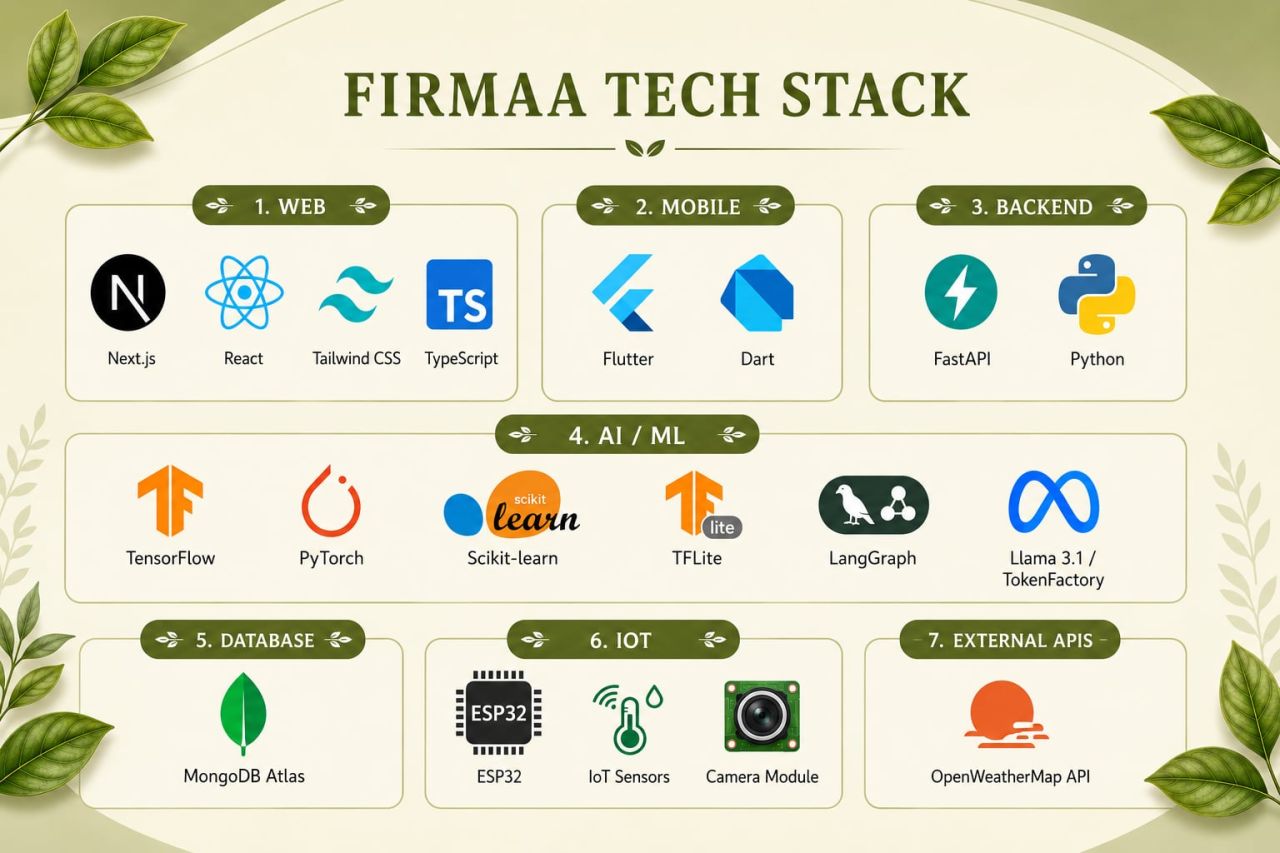 FIRMAA TECH STACK
1. WEB
2. MOBILE
3. BACKEND
N
TS
Next.js
React
Tailwind CSS
TypeScript
Flutter
Dart
FastAPI
Python
4. AI / ML
scikit
learn
lite
TensorFlow
PyTorch
Scikit-learn
TFLite
LangGraph
Llama 3.1 /
TokenFactory
5. DATABASE
6. IOT
7. EXTERNAL APIS
ESP32
MongoDB Atlas
ESP32
IoT Sensors
Camera Module
OpenWeatherMap API